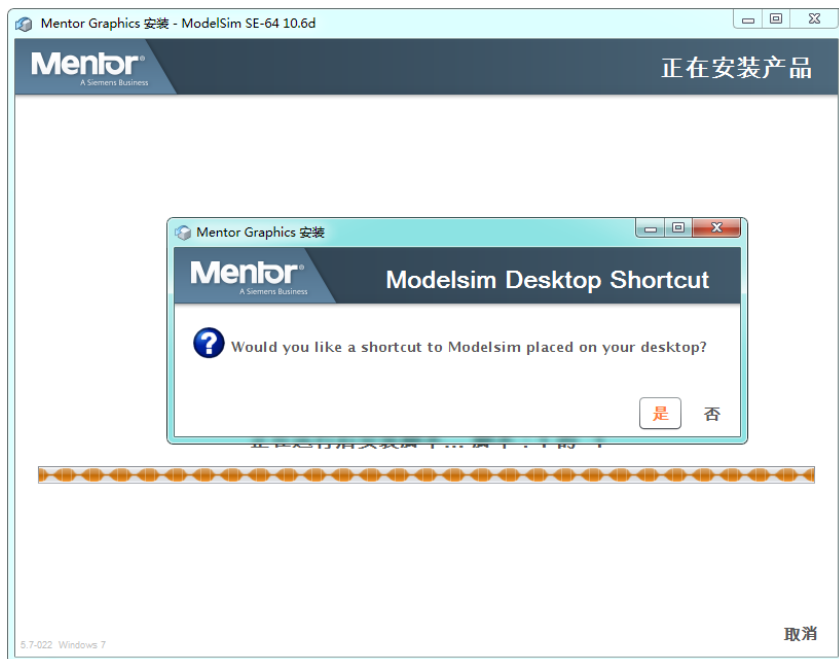 Mentor Graphics 安装 - ModelSim SE-64 10.6d
Mentor®
A Siemens Business
正在安装产品
Mentor Graphics 安装
Mentor®
A Siemens Business
Modelsim Desktop Shortcut
Would you like a shortcut to Modelsim placed on your desktop?
是 否
取消
5.7-022 Windows 7